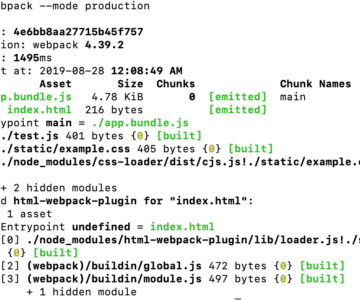 bpack --mode production
: 4e6bb8aa27715b45f757
ion: webpack 4.39.2
: 1495ms
t at: 2019-08-28 12:08:49 AM
Asset Size Chunks Chunk Names
p.bundle.js 4.78 KiB 0 [emitted] main
index.html 216 bytes [emitted]
ypoint main = ./app.bundle.js
./test.js 401 bytes {0} [built]
./static/example.css 405 bytes {0} [built]
./node_modules/css-loader/dist/cjs.js!./static/example.c
+ 2 hidden modules
d html-webpack-plugin for "index.html":
1 asset
Entrypoint undefined = index.html
[0] ./node_modules/html-webpack-plugin/lib/loader.js!./s
{0} [built]
[2] (webpack)/buildin/global.js 472 bytes {0} [built]
[3] (webpack)/buildin/module.js 497 bytes {0} [built]
+ 1 hidden module